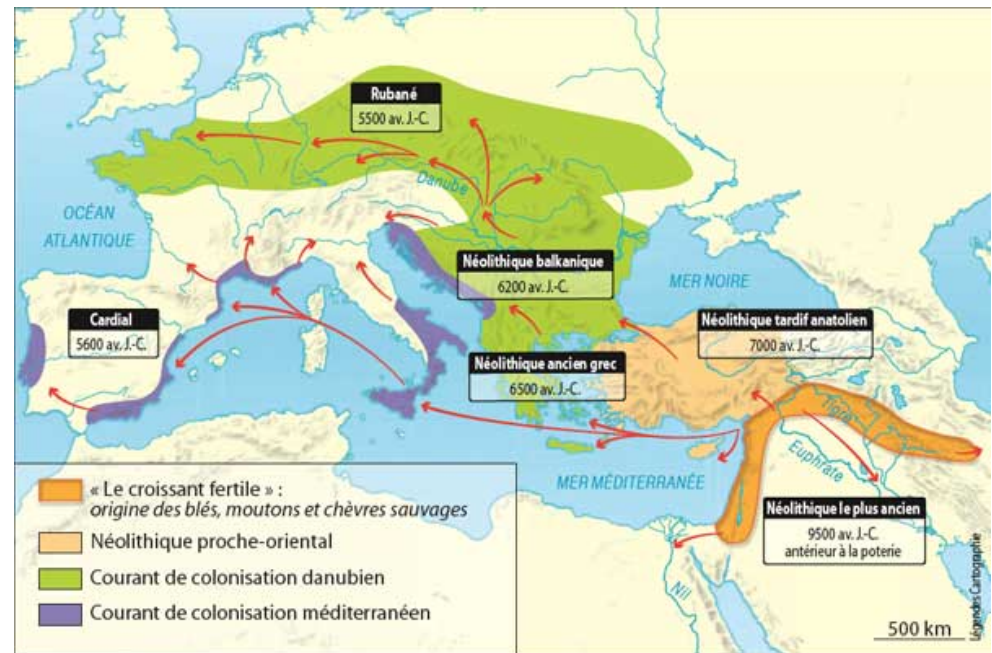 Rubané
5500 av. J.-C.
Danube
OCÉAN
ATLANTIQUE
Néolithique balkanique
6200 av. J.-C.
MER NOIRE
Cardial
5600 av. J.-C.
Néolithique tardif anatolien
7000 av. J.-C.
Néolithique ancien grec
6500 av. J.-C.
Tigre
Euphrate
MER MÉDITERRANÉE
Néolithique le plus ancien
9500 av. J.-C.
antérieur à la poterie
Nil
« Le croissant fertile » :
origine des blés, moutons et chèvres sauvages
Néolithique proche-oriental
Courant de colonisation danubien
Courant de colonisation méditerranéen
500 km
Légendes Cartographie